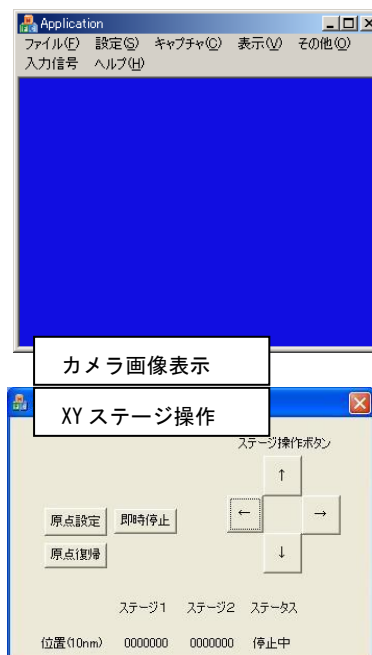 Application
ファイル(F) 設定(S) キャプチャ(C) 表示(V) その他(O)
入力信号 ヘルプ(H)
カメラ画像表示
XY ステージ操作
ステージ操作ボタン
↑
原点設定 即時停止 ← →
原点復帰 ↓
ステージ1 ステージ2 ステータス
位置(10nm) 0000000 0000000 停止中